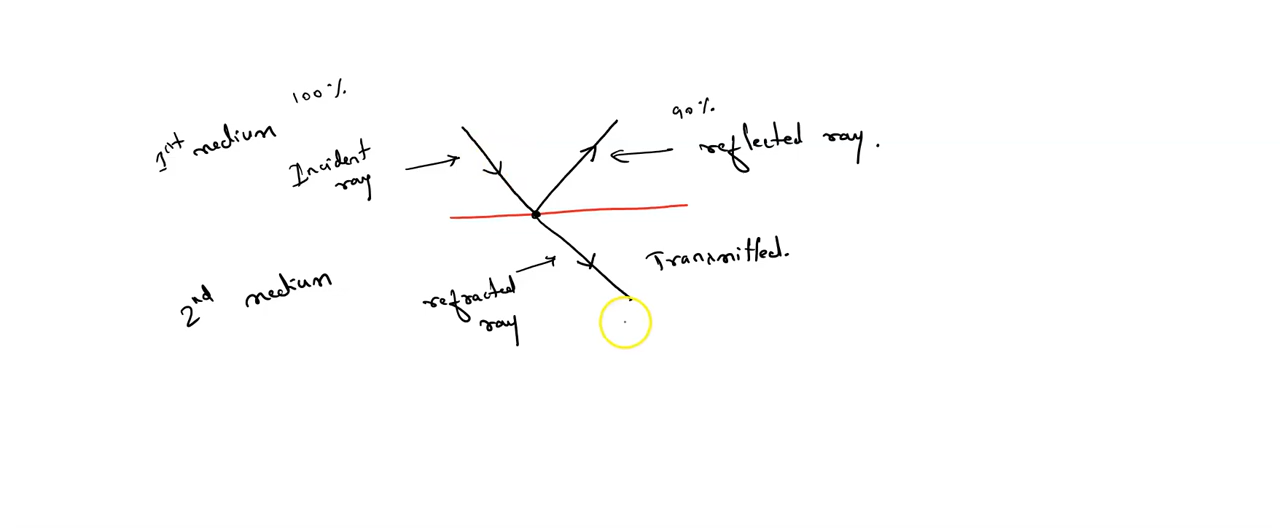 100%
1st medium
Incident
ray
90%
reflected ray.
Transmitted.
2nd medium
refracted
ray